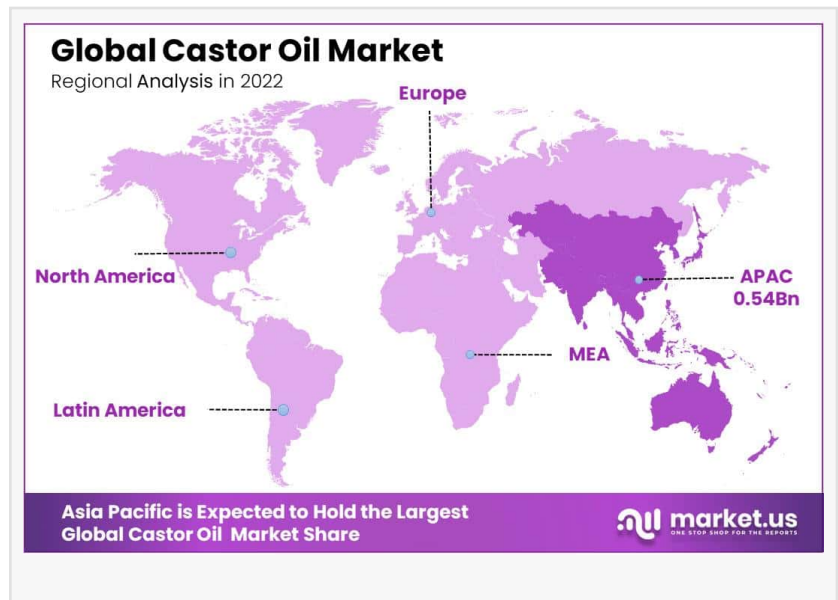 Global Castor Oil Market
Regional Analysis in 2022
Europe
North America
APAC
0.54Bn
MEA
Latin America
Asia Pacific is Expected to Hold the Largest
Global Castor Oil Market Share
market.us
ONE STOP SHOP FOR THE REPORTS